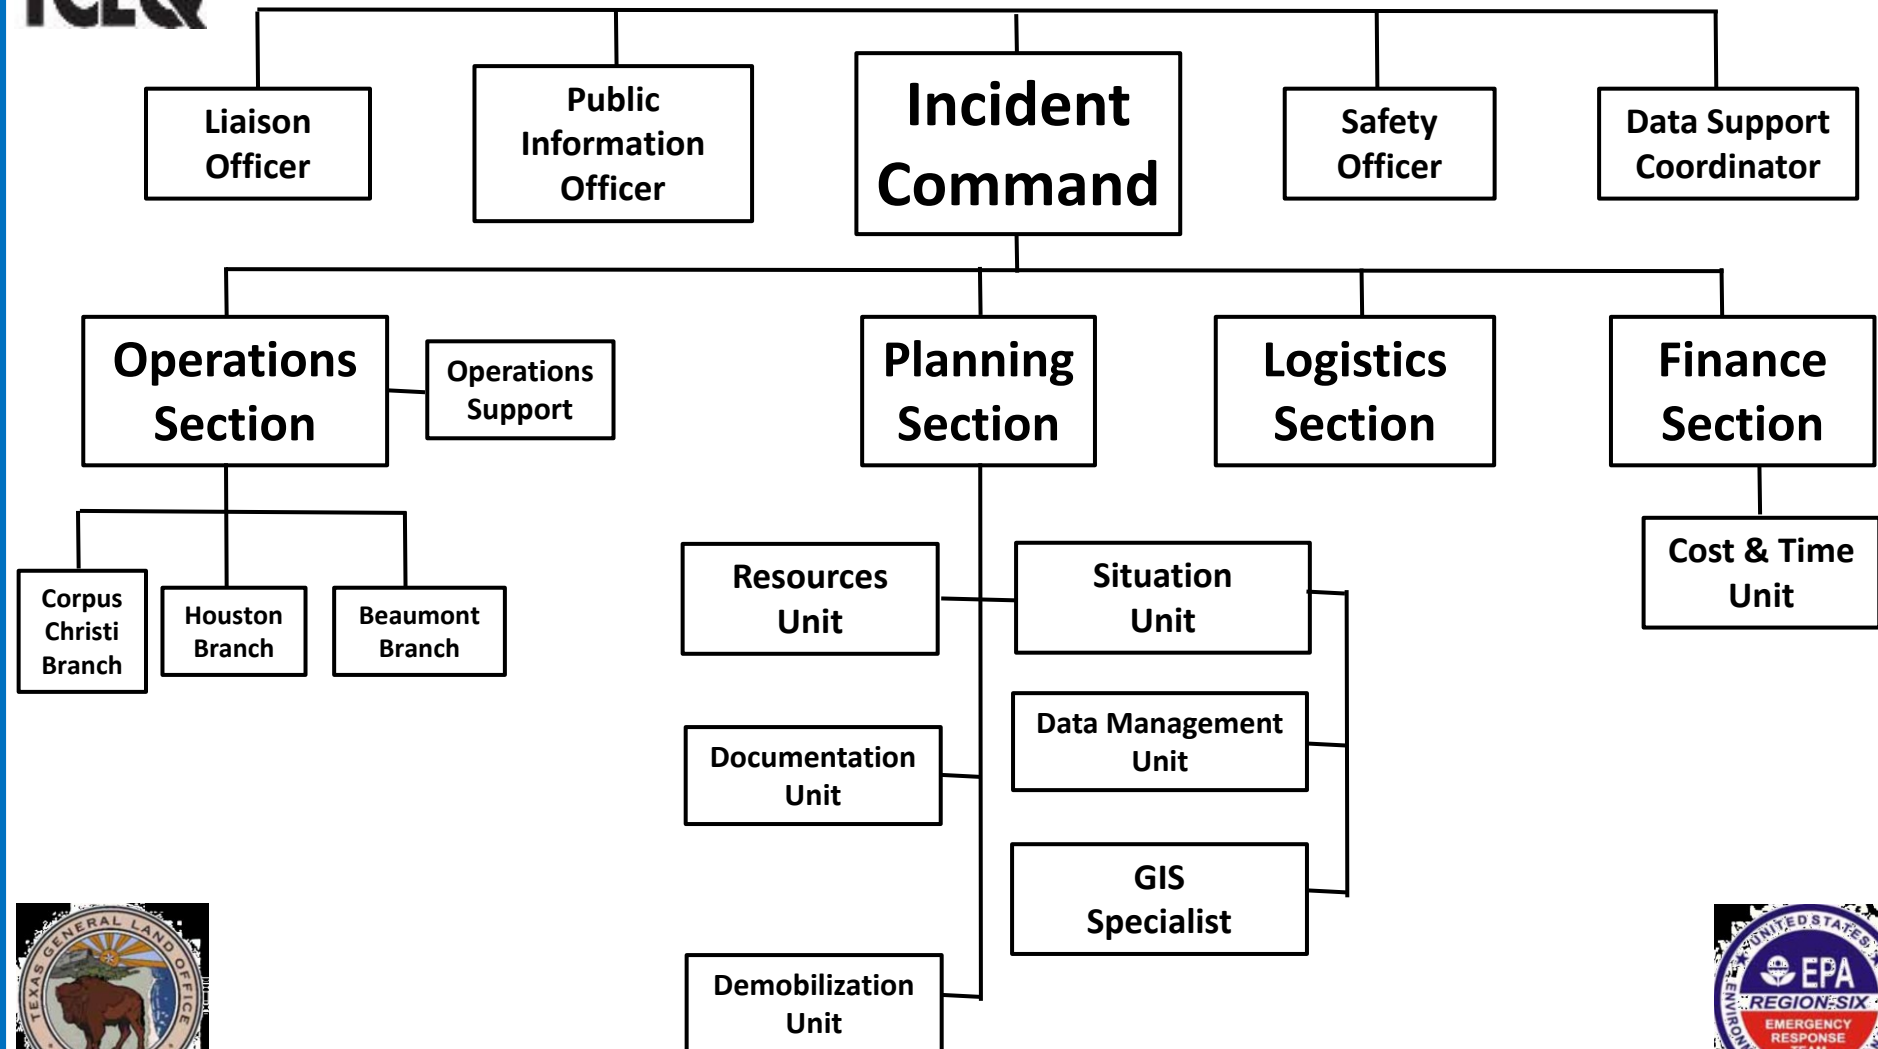 TCEQ
Liaison
Officer
Public
Information
Officer
Incident
Command
Safety
Officer
Data Support
Coordinator
Operations
Section
Operations
Support
Planning
Section
Logistics
Section
Finance
Section
Corpus
Christi
Branch
Houston
Branch
Beaumont
Branch
Resources
Unit
Situation
Unit
Cost & Time
Unit
Data Management
Unit
Documentation
Unit
GIS
Specialist
Demobilization
Unit
TEXAS GENERAL LAND OFFICE
UNITED STATES
EPA
REGION-SIX
EMERGENCY
RESPONSE
TEAM